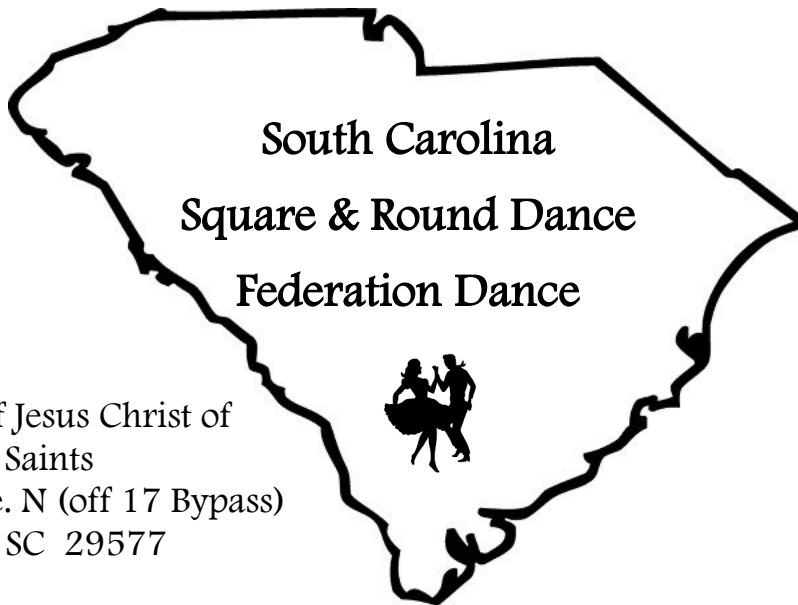 South Carolina
Square & Round Dance
Federation Dance
Jesus Christ of
Saints
N (off 17 Bypass)
SC 29577